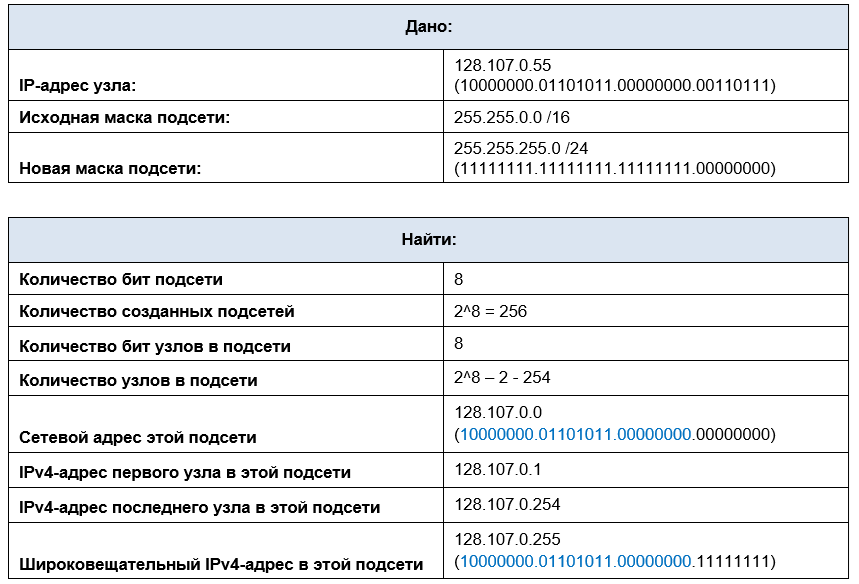 Дано:
IP-адрес узла:
128.107.0.55
(10000000.01101011.00000000.00110111)
Исходная маска подсети:
255.255.0.0 /16
Новая маска подсети:
255.255.255.0 /24
(11111111.11111111.11111111.00000000)
Найти:
Количество бит подсети
8
Количество созданных подсетей
2^8 = 256
Количество бит узлов в подсети
8
Количество узлов в подсети
2^8 – 2 - 254
Сетевой адрес этой подсети
128.107.0.0
(10000000.01101011.00000000.00000000)
IPv4-адрес первого узла в этой подсети
128.107.0.1
IPv4-адрес последнего узла в этой подсети
128.107.0.254
Широковещательный IPv4-адрес в этой подсети
128.107.0.255
(10000000.01101011.00000000.11111111)